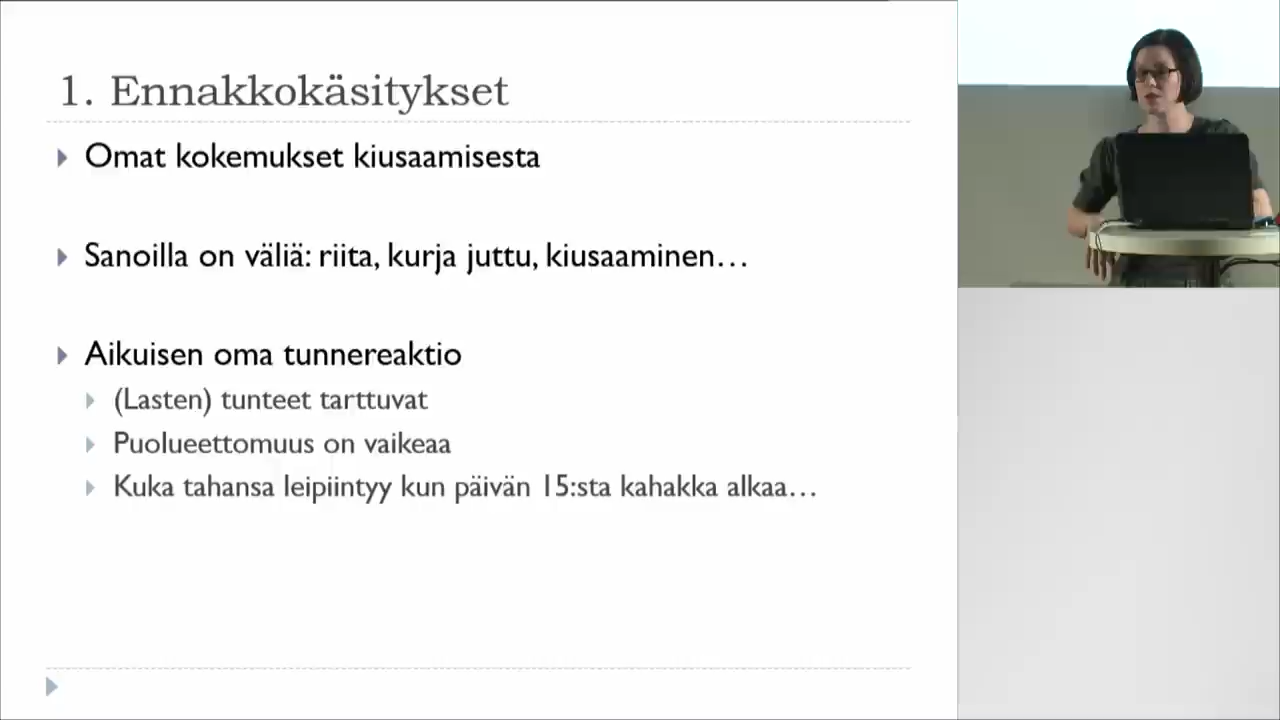 1. Ennakkokäsitykset
Omat kokemukset kiusaamisesta
Sanoilla on väliä: riita, kurja juttu, kiusaaminen…
Aikuisen oma tunnereaktio
(Lasten) tunteet tarttuvat
Puolueettomuus on vaikeaa
Kuka tahansa leipiintyy kun päivän 15:sta kahakka alkaa…